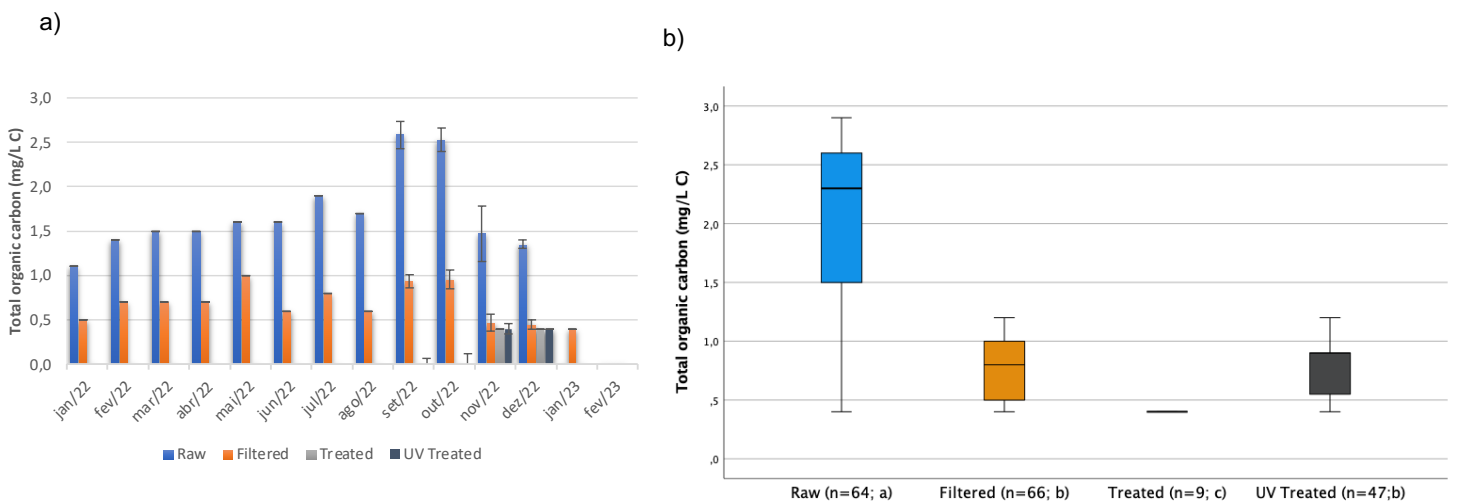 a)
3,0
2,5
2,0
1,5
1,0
0,5
0,0
Total organic carbon (mg/L C)
jan/22 fev/22 mar/22 abr/22 mai/22 jun/22 jul/22 ago/22 set/22 out/22 nov/22 dez/22 jan/23 fev/23
Raw Filtered Treated UV Treated
b)
3,0
2,5
2,0
1,5
1,0
,5
,0
Total organic carbon (mg/L C)
Raw (n=64; a) Filtered (n=66; b) Treated (n=9; c) UV Treated (n=47;b)